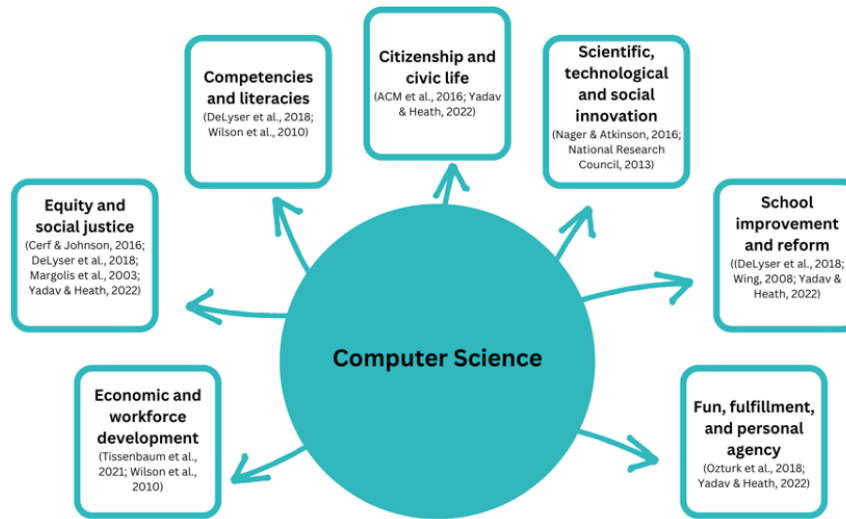 Citizenship and
civic life
(ACM et al., 2016; Yadav
& Heath, 2022)
Competencies
and literacies
(DeLyser et al., 2018;
Wilson et al., 2010)
Scientific,
technological
and social
innovation
(Nager & Atkinson, 2016;
National Research
Council, 2013)
Equity and
social justice
(Cerf & Johnson, 2016;
DeLyser et al., 2018;
Margolis et al., 2003;
Yadav & Heath, 2022)
School
improvement
and reform
((DeLyser et al., 2018;
Wing, 2008; Yadav &
Heath, 2022)
Computer Science
Economic and
workforce
development
(Tissenbaum et al.,
2021; Wilson et al.,
2010)
Fun, fulfillment,
and personal
agency
(Ozturk et al., 2018;
Yadav & Heath, 2022)